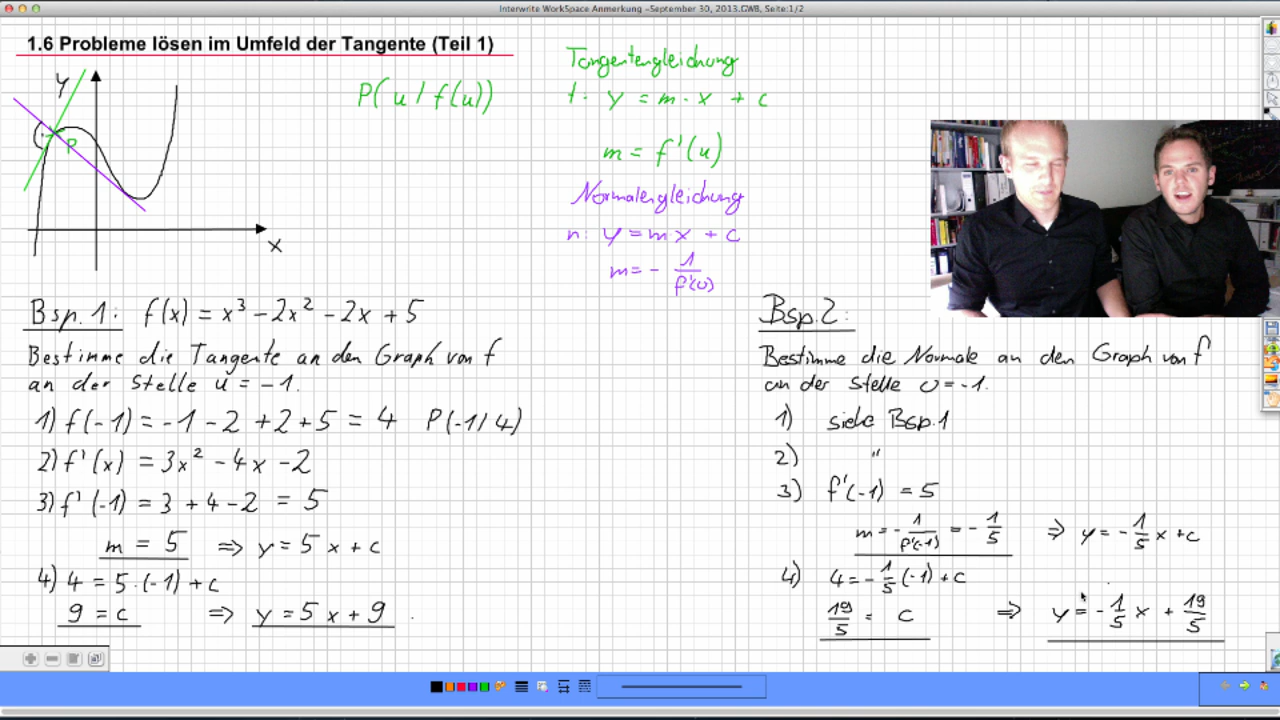 Interwrite WorkSpace Anmerkung -September 30, 2013.GWB, Seite:1/2
1.6 Probleme lösen im Umfeld der Tangente (Teil 1)
y
P
x
P( u / f(u))
Tangentengleichung
t: y = m · x + c
m = f'(u)
Normalengleichung
n: y = mx + c
m = - 1/f'(u)
Bsp. 1: f(x) = x³ - 2x² - 2x + 5
Bestimme die Tangente an den Graph von f
an der Stelle u = -1.
1) f(-1) = -1 - 2 + 2 + 5 = 4 P(-1/4)
2) f'(x) = 3x² - 4x - 2
3) f'(-1) = 3 + 4 - 2 = 5
m = 5 ⇒ y = 5x + c
4) 4 = 5·(-1) + c
9 = c ⇒ y = 5x + 9
Bsp. 2:
Bestimme die Normale an den Graph von f
an der Stelle u = -1.
1) siehe Bsp. 1
2) "
3) f'(-1) = 5
m = - 1/f'(-1) = - 1/5 ⇒ y = - 1/5 x + c
4) 4 = - 1/5 (-1) + c
19/5 = c ⇒ y = - 1/5 x + 19/5